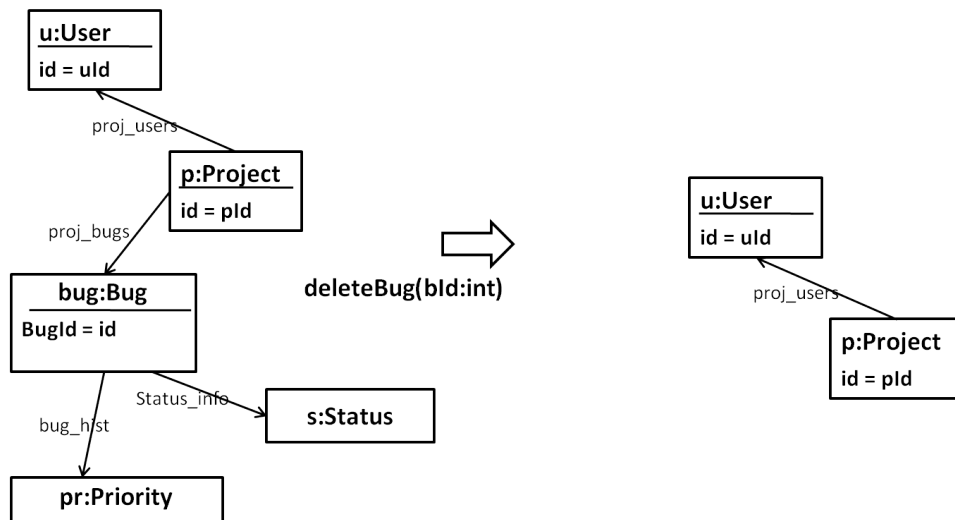 u:User
id = uId
proj_users
p:Project
id = pId
proj_bugs
bug:Bug
BugId = id
Status_info
bug_hist
s:Status
pr:Priority
deleteBug(bId:int)
u:User
id = uId
proj_users
p:Project
id = pId